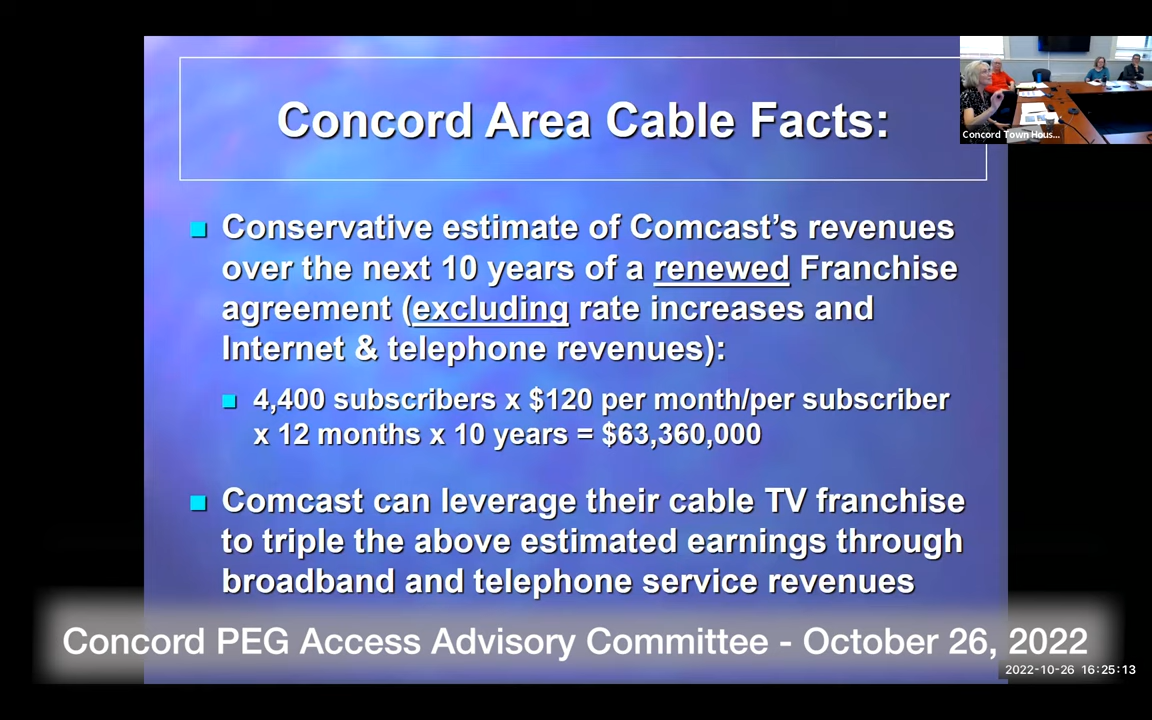 Concord Area Cable Facts:
Concord Town Hous...
Conservative estimate of Comcast's revenues
over the next 10 years of a renewed Franchise
agreement (excluding rate increases and
Internet & telephone revenues):
4,400 subscribers x $120 per month/per subscriber
x 12 months x 10 years = $63,360,000
Comcast can leverage their cable TV franchise
to triple the above estimated earnings through
broadband and telephone service revenues
Concord PEG Access Advisory Committee - October 26, 2022
2022-10-26 16:25:13